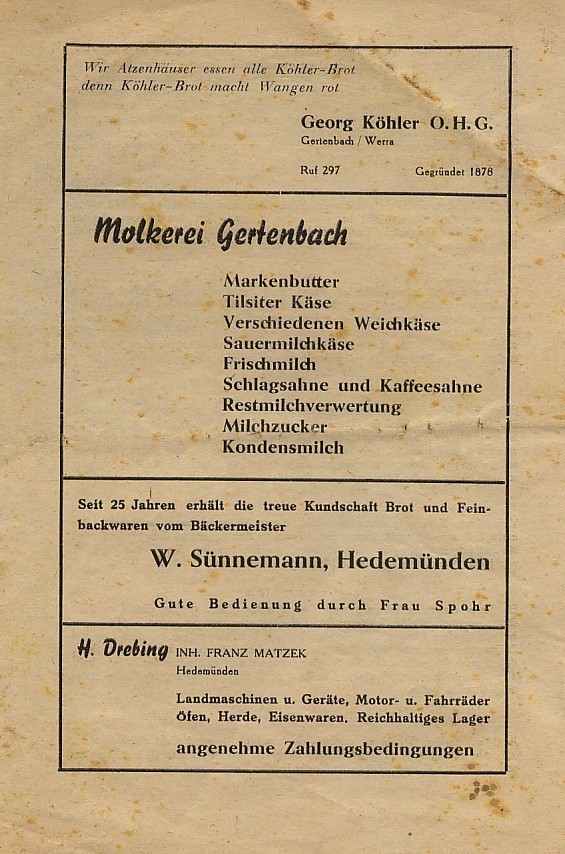 Wir Atzenhäuser essen alle Köhler-Brot
denn Köhler-Brot macht Wangen rot
Georg Köhler O.H.G.
Gertenbach / Werra
Ruf 297 Gegründet 1878
Molkerei Gertenbach
Markenbutter
Tilsiter Käse
Verschiedenen Weichkäse
Sauermilchkäse
Frischmilch
Schlagsahne und Kaffeesahne
Restmilchverwertung
Milchzucker
Kondensmilch
Seit 25 Jahren erhält die treue Kundschaft Brot und Fein-
backwaren vom Bäckermeister
W. Sünnemann, Hedemünden
Gute Bedienung durch Frau Spohr
H. Drebing INH. FRANZ MATZEK
Hedemünden
Landmaschinen u. Geräte, Motor- u. Fahrräder
Öfen, Herde, Eisenwaren. Reichhaltiges Lager
angenehme Zahlungsbedingungen